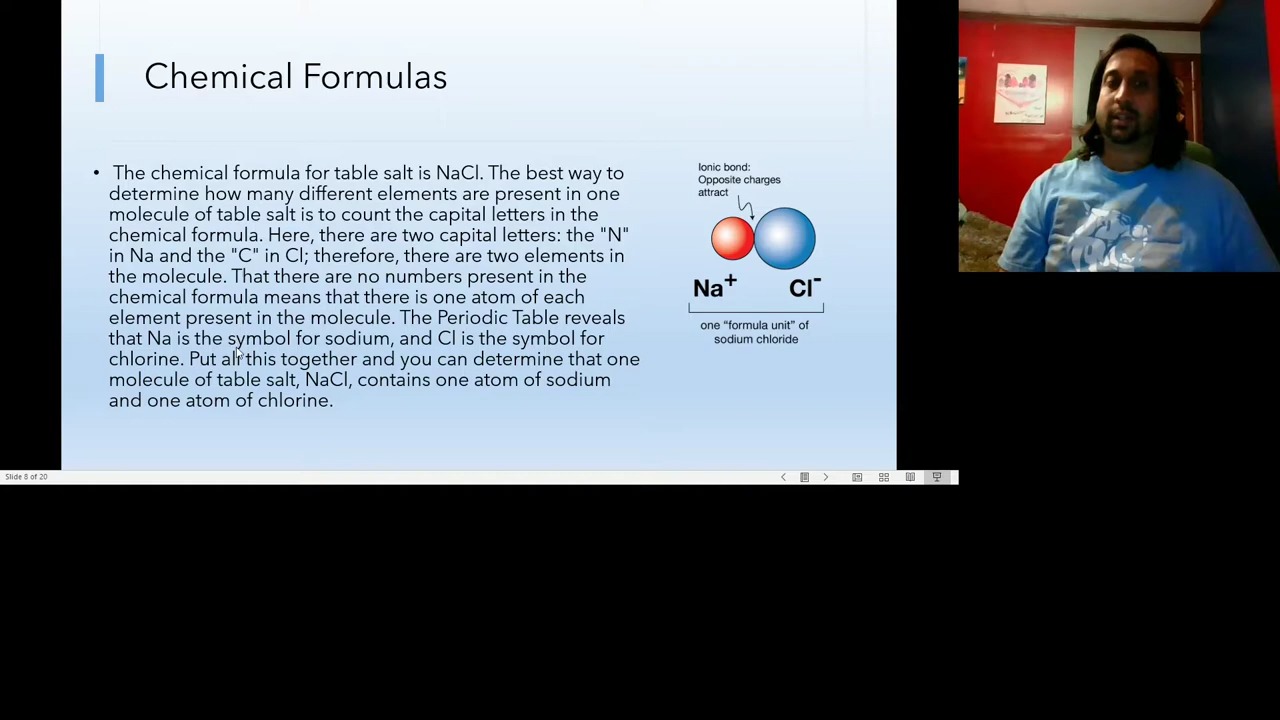 Chemical Formulas
• The chemical formula for table salt is NaCl. The best way to
determine how many different elements are present in one
molecule of table salt is to count the capital letters in the
chemical formula. Here, there are two capital letters: the "N"
in Na and the "C" in Cl; therefore, there are two elements in
the molecule. That there are no numbers present in the
chemical formula means that there is one atom of each
element present in the molecule. The Periodic Table reveals
that Na is the symbol for sodium, and Cl is the symbol for
chlorine. Put all this together and you can determine that one
molecule of table salt, NaCl, contains one atom of sodium
and one atom of chlorine.
Ionic bond:
Opposite charges
attract
Na+ Cl-
one “formula unit” of
sodium chloride
Slide 8 of 20